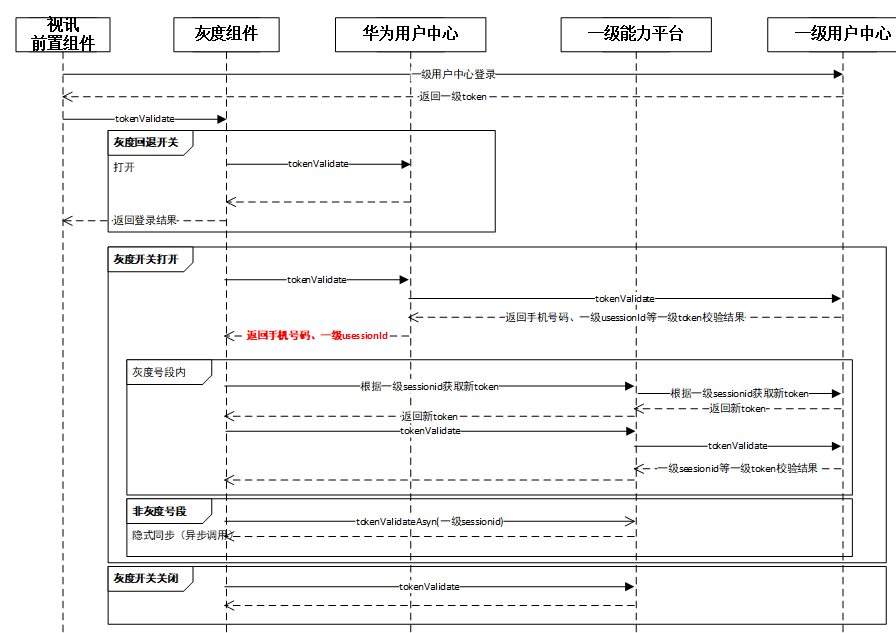 视讯
前置组件
灰度组件
华为用户中心
一级能力平台
一级用户中心
一级用户中心登录
返回一级token
tokenValidate
灰度回退开关
打开
tokenValidate
返回登录结果
灰度开关打开
tokenValidate
tokenValidate
返回手机号码、一级usessionId等一级token校验结果
返回手机号码、一级usessionId
灰度号段内
根据一级sessionid获取新token
根据一级sessionid获取新token
返回新token
返回新token
tokenValidate
tokenValidate
一级seesionid等一级token校验结果
非灰度号段
tokenValidateAsyn(一级sessionid)
隐式同步（异步调用）
灰度开关关闭
tokenValidate